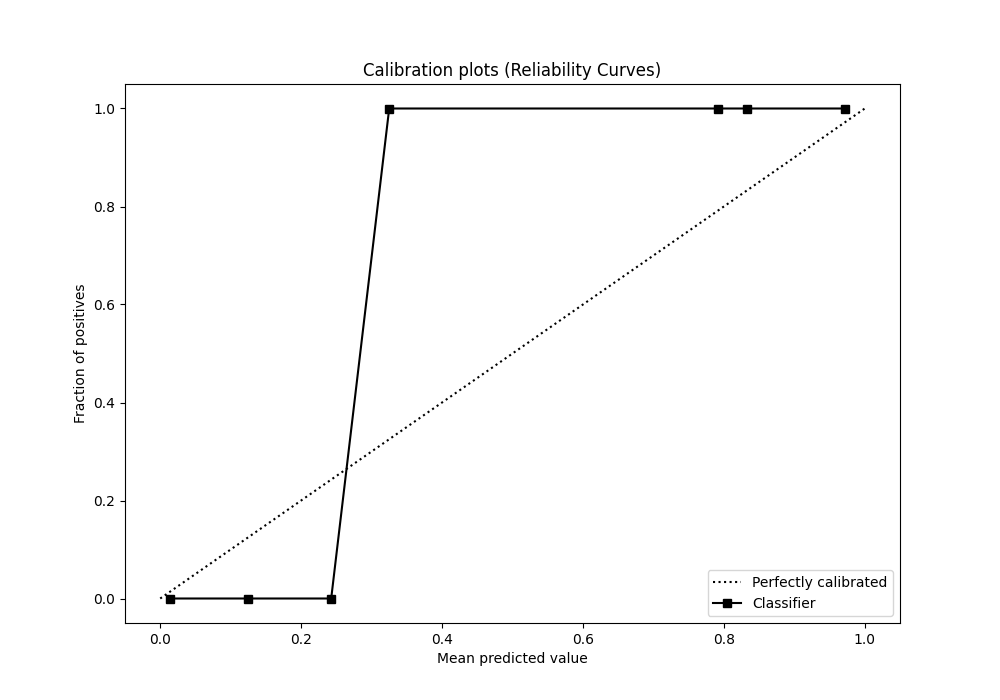 Calibration plots (Reliability Curves)
1.0
0.8
0.6
0.4
0.2
0.0
Fraction of positives
0.0 0.2 0.4 0.6 0.8 1.0
Mean predicted value
Perfectly calibrated
Classifier